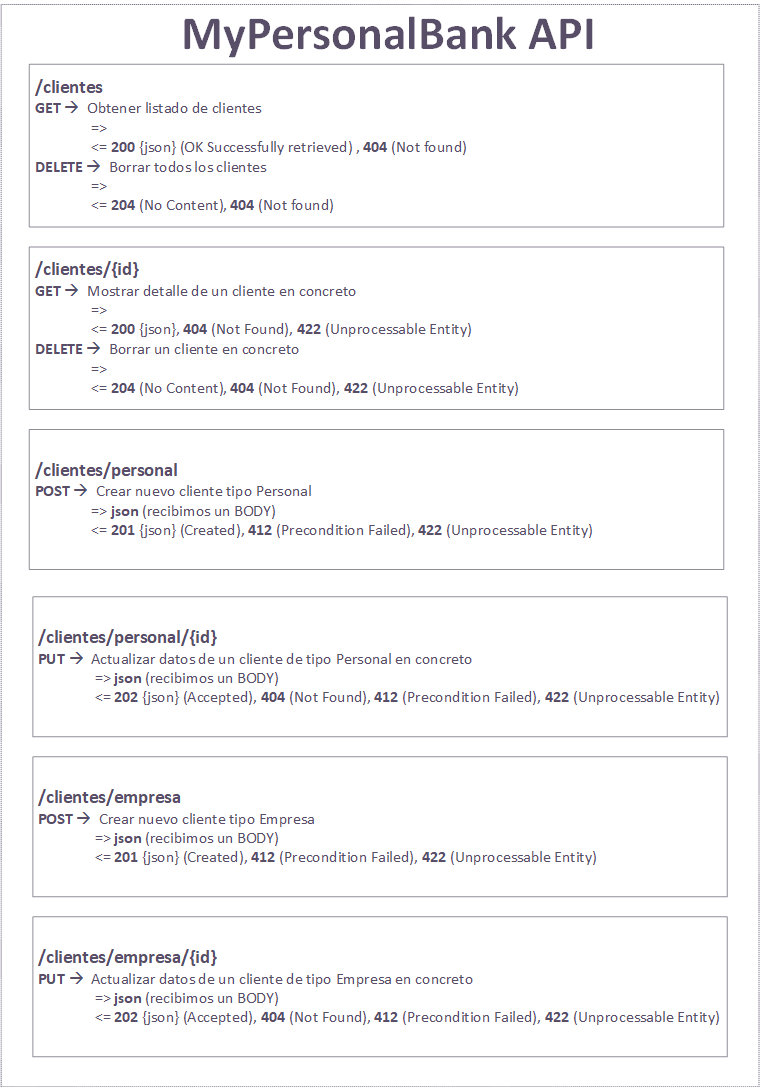 MyPersonalBank API
/clientes
GET → Obtener listado de clientes
=>
<= 200 {json} (OK Successfully retrieved) , 404 (Not found)
DELETE → Borrar todos los clientes
=>
<= 204 (No Content), 404 (Not found)
/clientes/{id}
GET → Mostrar detalle de un cliente en concreto
=>
<= 200 {json}, 404 (Not Found), 422 (Unprocessable Entity)
DELETE → Borrar un cliente en concreto
=>
<= 204 (No Content), 404 (Not Found), 422 (Unprocessable Entity)
/clientes/personal
POST → Crear nuevo cliente tipo Personal
=> json (recibimos un BODY)
<= 201 {json} (Created), 412 (Precondition Failed), 422 (Unprocessable Entity)
/clientes/personal/{id}
PUT → Actualizar datos de un cliente de tipo Personal en concreto
=> json (recibimos un BODY)
<= 202 {json} (Accepted), 404 (Not Found), 412 (Precondition Failed), 422 (Unprocessable Entity)
/clientes/empresa
POST → Crear nuevo cliente tipo Empresa
=> json (recibimos un BODY)
<= 201 {json} (Created), 412 (Precondition Failed), 422 (Unprocessable Entity)
/clientes/empresa/{id}
PUT → Actualizar datos de un cliente de tipo Empresa en concreto
=> json (recibimos un BODY)
<= 202 {json} (Accepted), 404 (Not Found), 412 (Precondition Failed), 422 (Unprocessable Entity)